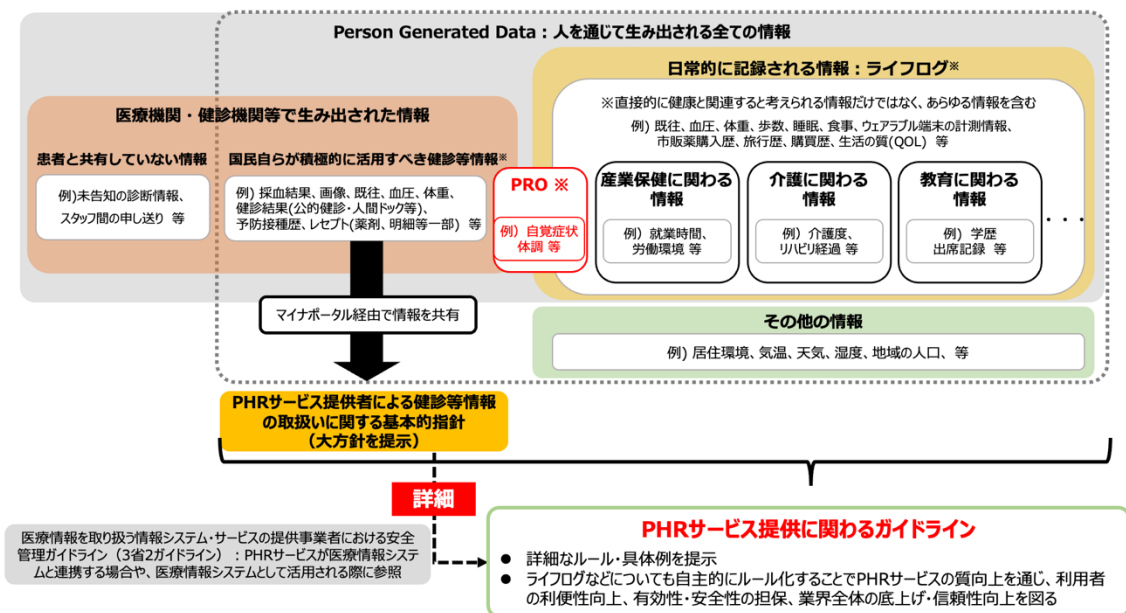 Person Generated Data：人を通じて生み出される全ての情報
日常的に記録される情報：ライフログ※
※直接的に健康と関連すると考えられる情報だけではなく、あらゆる情報を含む
例）既往、血圧、体重、歩数、睡眠、食事、ウェアラブル端末の計測情報、
市販薬購入歴、旅行歴、購買歴、生活の質(QOL) 等
医療機関・健診機関等で生み出された情報
患者と共有していない情報
例)未告知の診断情報、
スタッフ間の申し送り 等
国民自らが積極的に活用すべき健診等情報※
例）採血結果、画像、既往、血圧、体重、
健診結果(公的健診・人間ドック等)、
予防接種歴、レセプト(薬剤、明細等一部) 等
PRO ※
例）自覚症状
体調 等
産業保健に関わる
情報
例）就業時間、
労働環境 等
介護に関わる
情報
例）介護度、
リハビリ経過 等
教育に関わる
情報
例）学歴
出席記録 等
・・・
マイナポータル経由で情報を共有
その他の情報
例) 居住環境、気温、天気、湿度、地域の人口、等
PHRサービス提供者による健診等情報
の取扱いに関する基本的指針
（大方針を提示）
詳細
医療情報を取り扱う情報システム・サービスの提供事業者における安全
管理ガイドライン（3省2ガイドライン）：PHRサービスが医療情報システ
ムと連携する場合や、医療情報システムとして活用される際に参照
PHRサービス提供に関わるガイドライン
● 詳細なルール・具体例を提示
● ライフログなどについても自主的にルール化することでPHRサービスの質向上を通じ、利用者
の利便性向上、有効性・安全性の担保、業界全体の底上げ・信頼性向上を図る